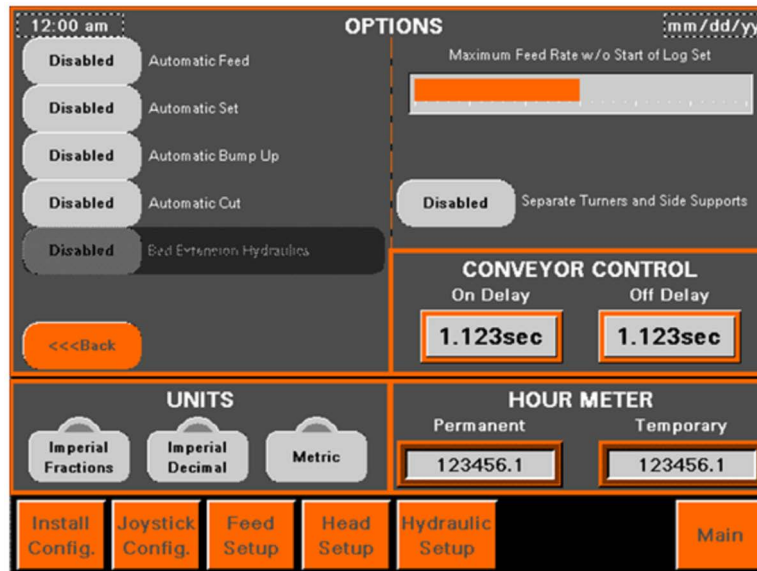 12:00 am
OPTIONS
mm/dd/yy
Disabled
Automatic Feed
Disabled
Automatic Set
Disabled
Automatic Bump Up
Disabled
Automatic Cut
Disabled
Bed Extension Hydraulics
<<<Back
Maximum Feed Rate w/o Start of Log Set
Disabled
Separate Turners and Side Supports
CONVEYOR CONTROL
On Delay
Off Delay
1.123sec
1.123sec
UNITS
Imperial
Fractions
Imperial
Decimal
Metric
HOUR METER
Permanent
Temporary
123456.1
123456.1
Install
Config.
Joystick
Config.
Feed
Setup
Head
Setup
Hydraulic
Setup
Main